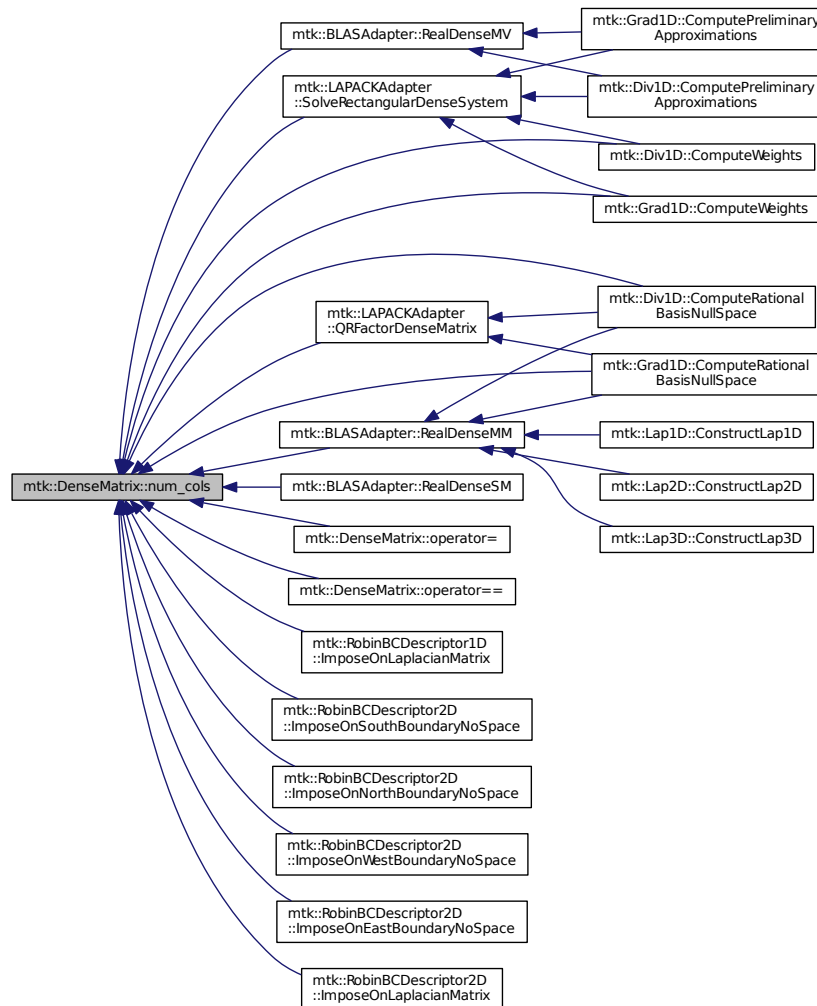 mtk::Grad1D::ComputePreliminary
Approximations
mtk::BLASAdapter::RealDenseMV
mtk::LAPACKAdapter
::SolveRectangularDenseSystem
mtk::Div1D::ComputePreliminary
Approximations
mtk::Div1D::ComputeWeights
mtk::Grad1D::ComputeWeights
mtk::Div1D::ComputeRational
BasisNullSpace
mtk::LAPACKAdapter
::QRFactorDenseMatrix
mtk::Grad1D::ComputeRational
BasisNullSpace
mtk::BLASAdapter::RealDenseMM
mtk::Lap1D::ConstructLap1D
mtk::DenseMatrix::num_cols
mtk::BLASAdapter::RealDenseSM
mtk::Lap2D::ConstructLap2D
mtk::DenseMatrix::operator=
mtk::Lap3D::ConstructLap3D
mtk::DenseMatrix::operator==
mtk::RobinBCDescriptor1D
::ImposeOnLaplacianMatrix
mtk::RobinBCDescriptor2D
::ImposeOnSouthBoundaryNoSpace
mtk::RobinBCDescriptor2D
::ImposeOnNorthBoundaryNoSpace
mtk::RobinBCDescriptor2D
::ImposeOnWestBoundaryNoSpace
mtk::RobinBCDescriptor2D
::ImposeOnEastBoundaryNoSpace
mtk::RobinBCDescriptor2D
::ImposeOnLaplacianMatrix